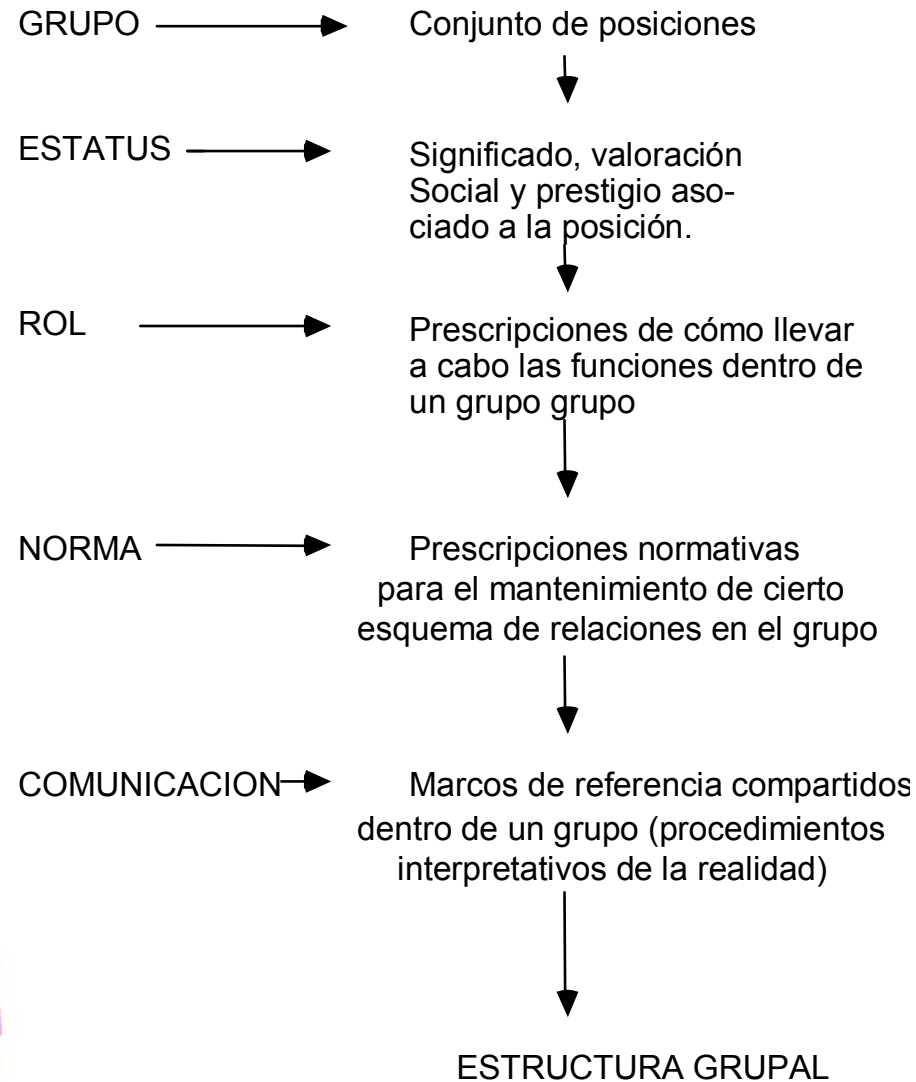 GRUPO Conjunto de posiciones
ESTATUS Significado, valoración
Social y prestigio aso-
ciado a la posición.
ROL Prescripciones de cómo llevar
a cabo las funciones dentro de
un grupo grupo
NORMA Prescripciones normativas
para el mantenimiento de cierto
esquema de relaciones en el grupo
COMUNICACION Marcos de referencia compartidos
dentro de un grupo (procedimientos
interpretativos de la realidad)
ESTRUCTURA GRUPAL